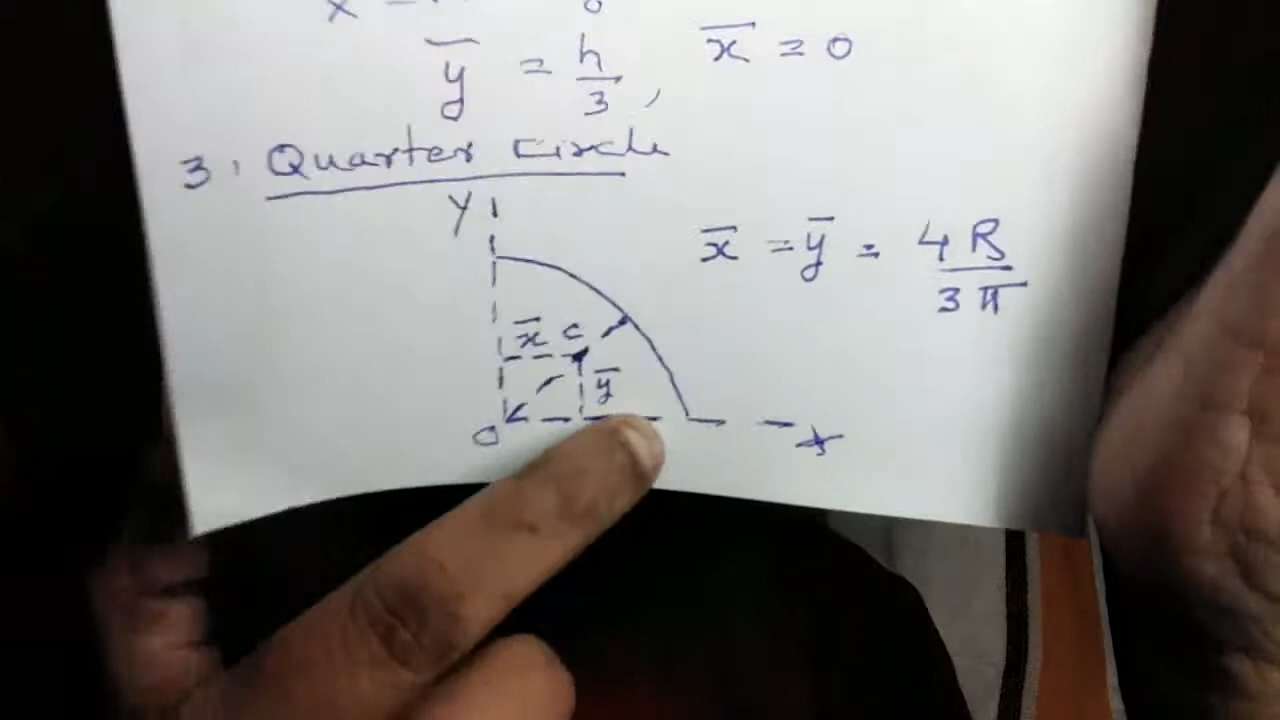 y̅ = h/3, x̅ = 0
3. Quarter Circle
Y
x̅ = y̅ = 4R/3π
x̅ C
y̅
O X